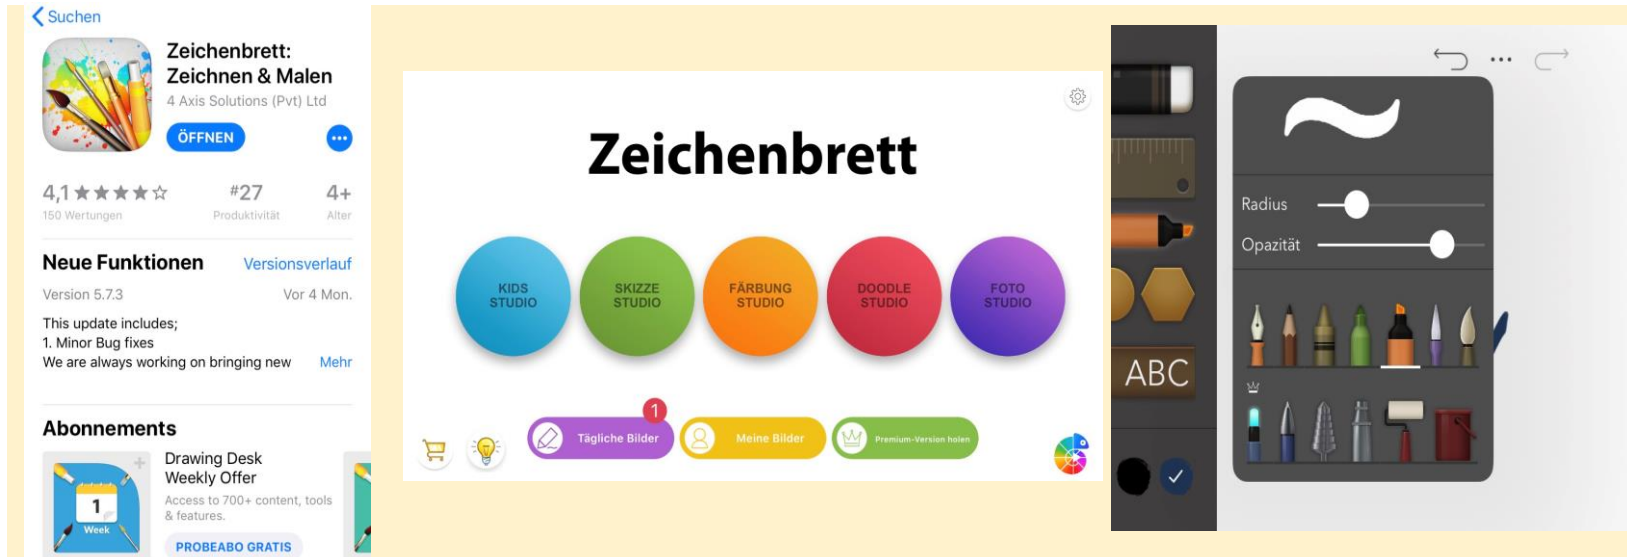 Suchen
Zeichenbrett:
Zeichnen & Malen
4 Axis Solutions (Pvt) Ltd
ÖFFNEN
4,1 #27 4+
150 Wertungen Produktivität Alter
Neue Funktionen Versionsverlauf
Version 5.7.3 Vor 4 Mon.
This update includes;
1. Minor Bug fixes
We are always working on bringing new Mehr
Abonnements
Drawing Desk
Weekly Offer
Access to 700+ content, tools
& features.
PROBEABO GRATIS
1
Week
Zeichenbrett
KIDS
STUDIO
SKIZZE
STUDIO
FÄRBUNG
STUDIO
DOODLE
STUDIO
FOTO
STUDIO
1
Tägliche Bilder
Meine Bilder
Premium-Version holen
ABC
Radius
Opazität